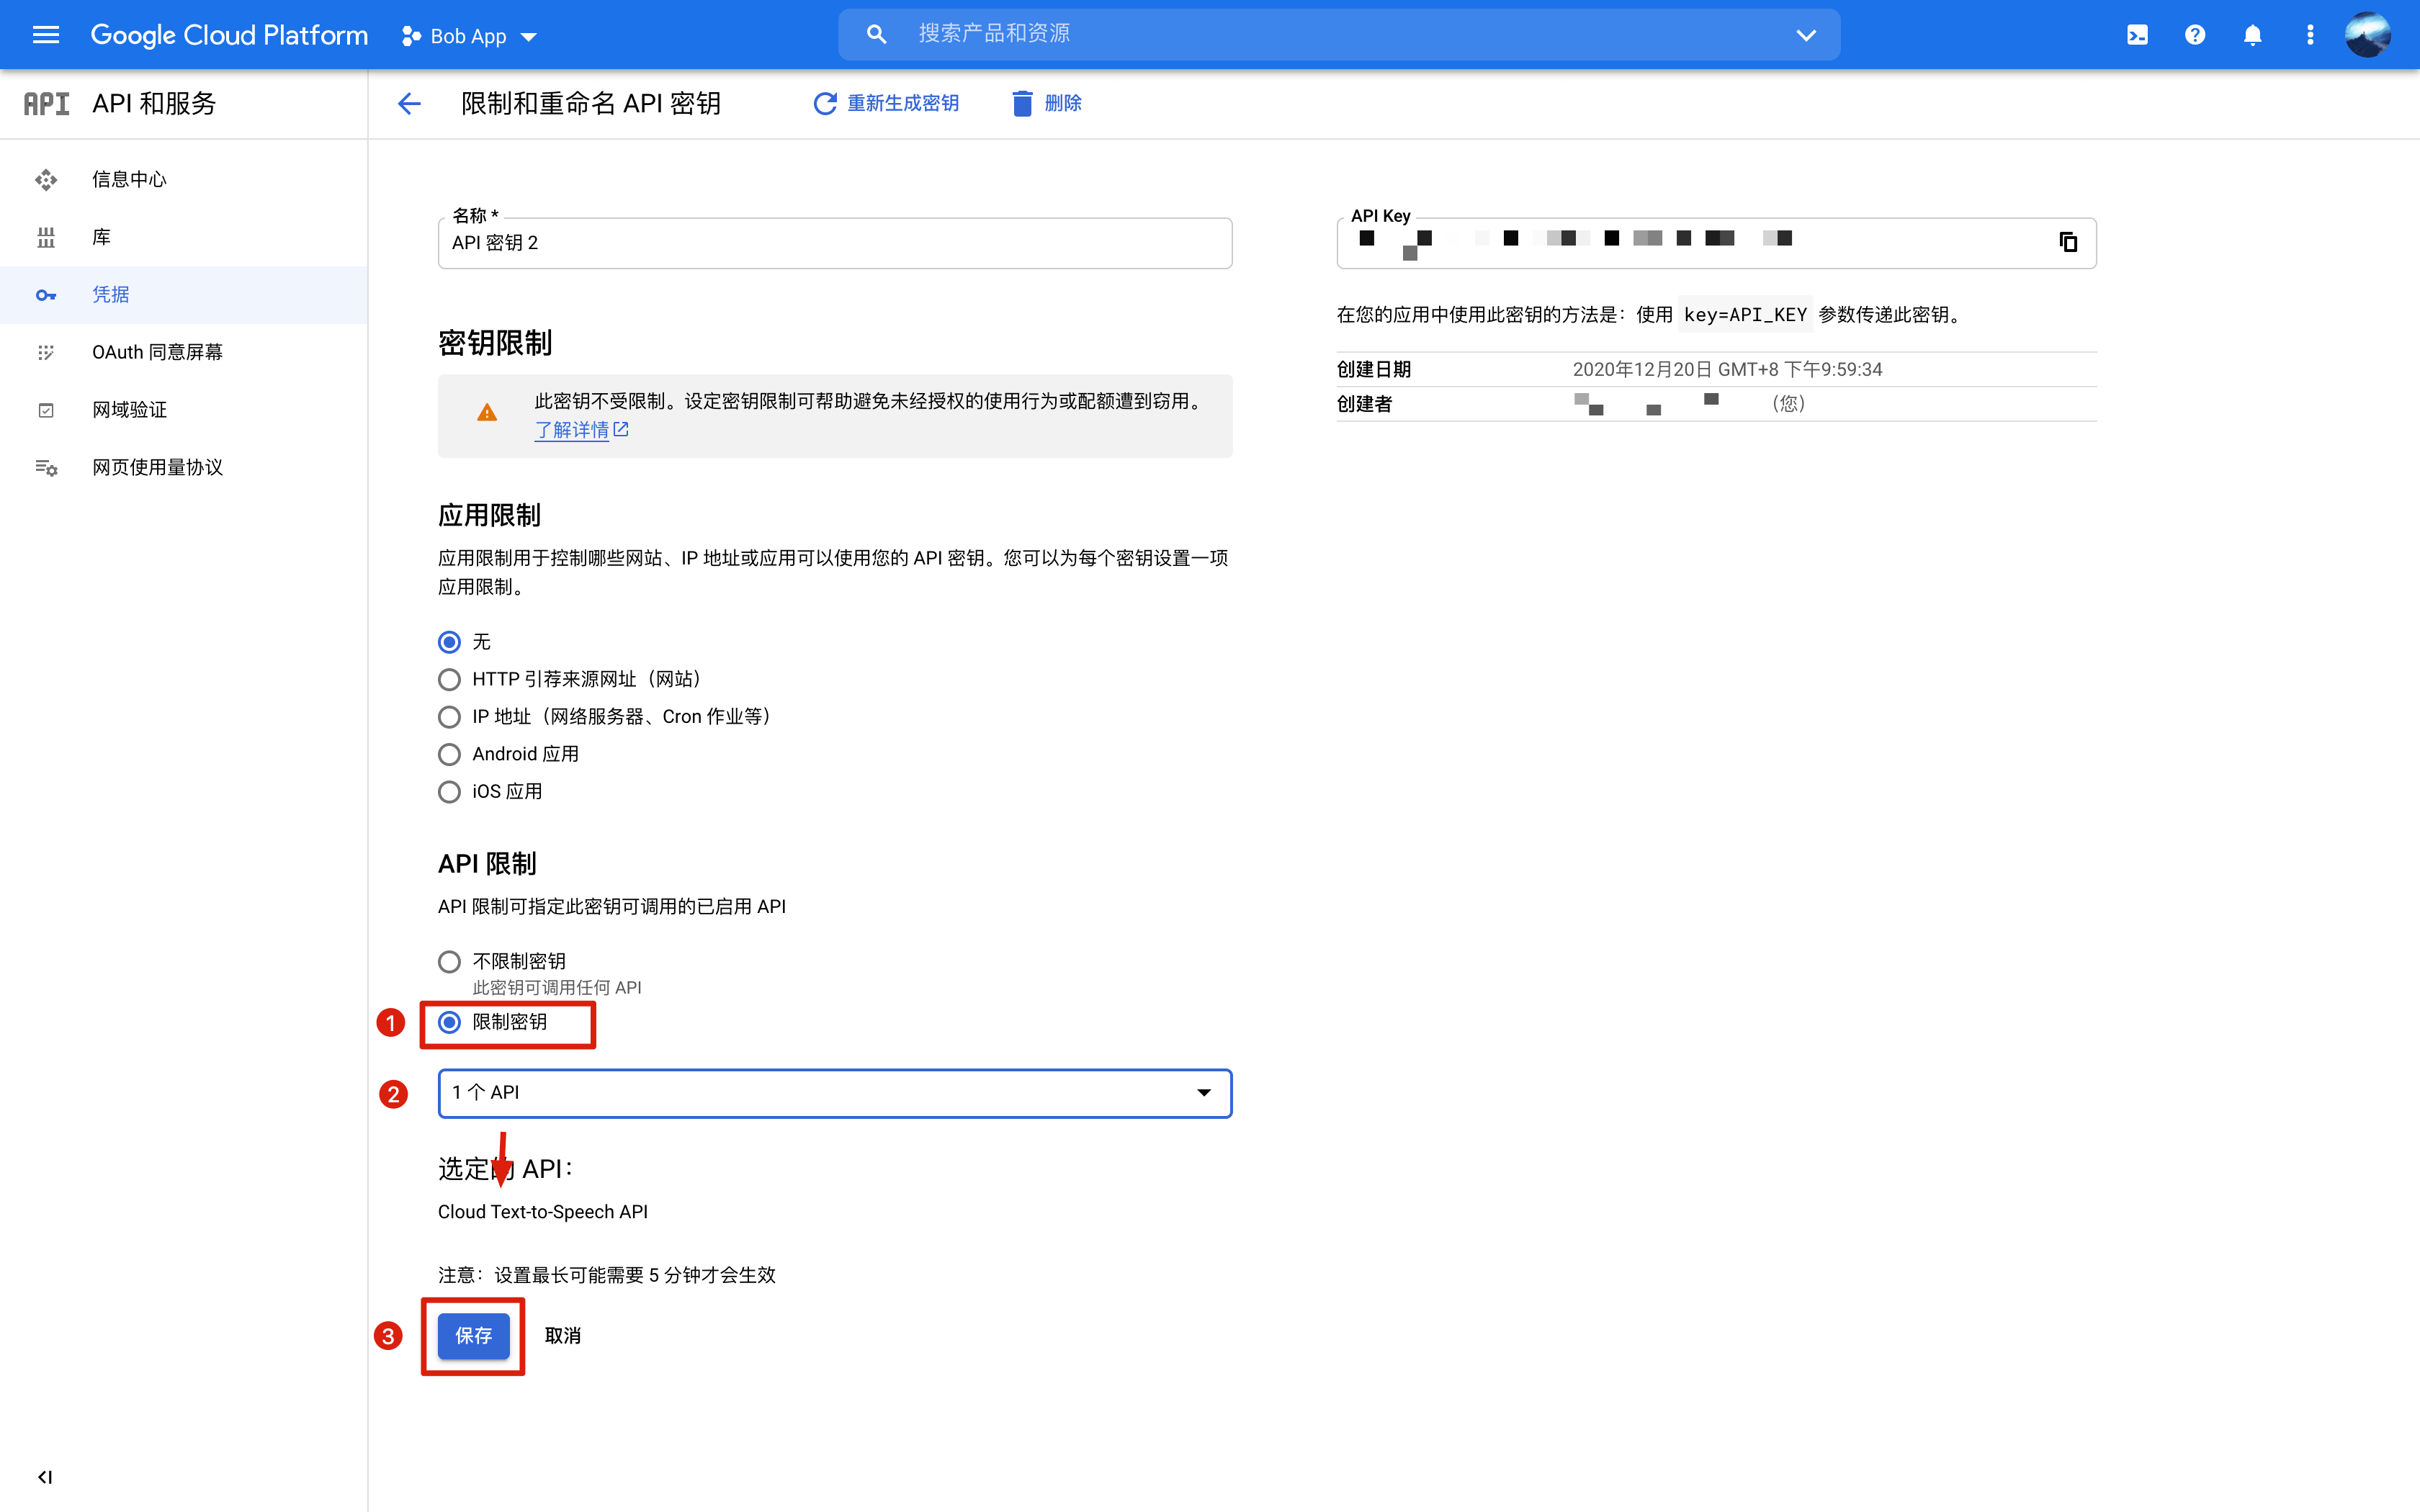 Google Cloud Platform
Bob App
搜索产品和资源
API
API 和服务
限制和重命名 API 密钥
重新生成密钥
删除
信息中心
库
凭据
OAuth 同意屏幕
网域验证
网页使用量协议
名称 *
API 密钥 2
密钥限制
此密钥不受限制。设定密钥限制可帮助避免未经授权的使用行为或配额遭到窃用。
了解详情
应用限制
应用限制用于控制哪些网站、IP 地址或应用可以使用您的 API 密钥。您可以为每个密钥设置一项
应用限制。
无
HTTP 引荐来源网址（网站）
IP 地址（网络服务器、Cron 作业等）
Android 应用
iOS 应用
API 限制
API 限制可指定此密钥可调用的已启用 API
不限制密钥
此密钥可调用任何 API
1
限制密钥
2
1 个 API
选定的 API：
Cloud Text-to-Speech API
注意：设置最长可能需要 5 分钟才会生效
3
保存
取消
API Key
在您的应用中使用此密钥的方法是：使用 key=API_KEY 参数传递此密钥。
创建日期 2020年12月20日 GMT+8 下午9:59:34
创建者 （您）